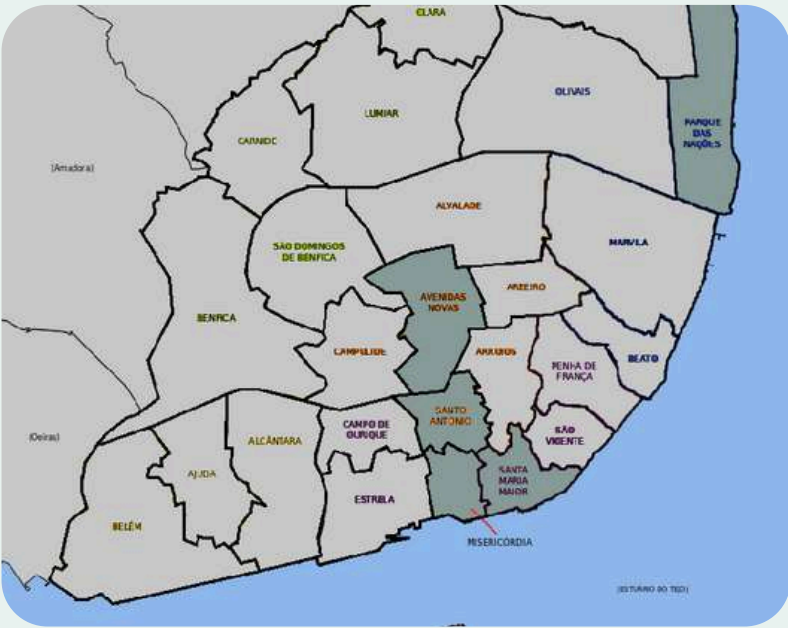 CLARA
OLIVAIS
LUMIAR
PARQUE
DAS
NAÇÕES
CARNIDE
(Amadora)
ALVALADE
MARVILA
SÃO DOMINGOS
DE BENFICA
AREEIRO
AVENIDAS
NOVAS
BENFICA
CAMPOLIDE
ARROIOS
BEATO
PENHA DE
FRANÇA
SANTO
ANTÓNIO
CAMPO DE
OURIQUE
SÃO
VICENTE
(Oeiras)
ALCÂNTARA
AJUDA
SANTA
MARIA
MAIOR
ESTRELA
BELÉM
MISERICÓRDIA
(ESTUÁRIO DO TEJO)